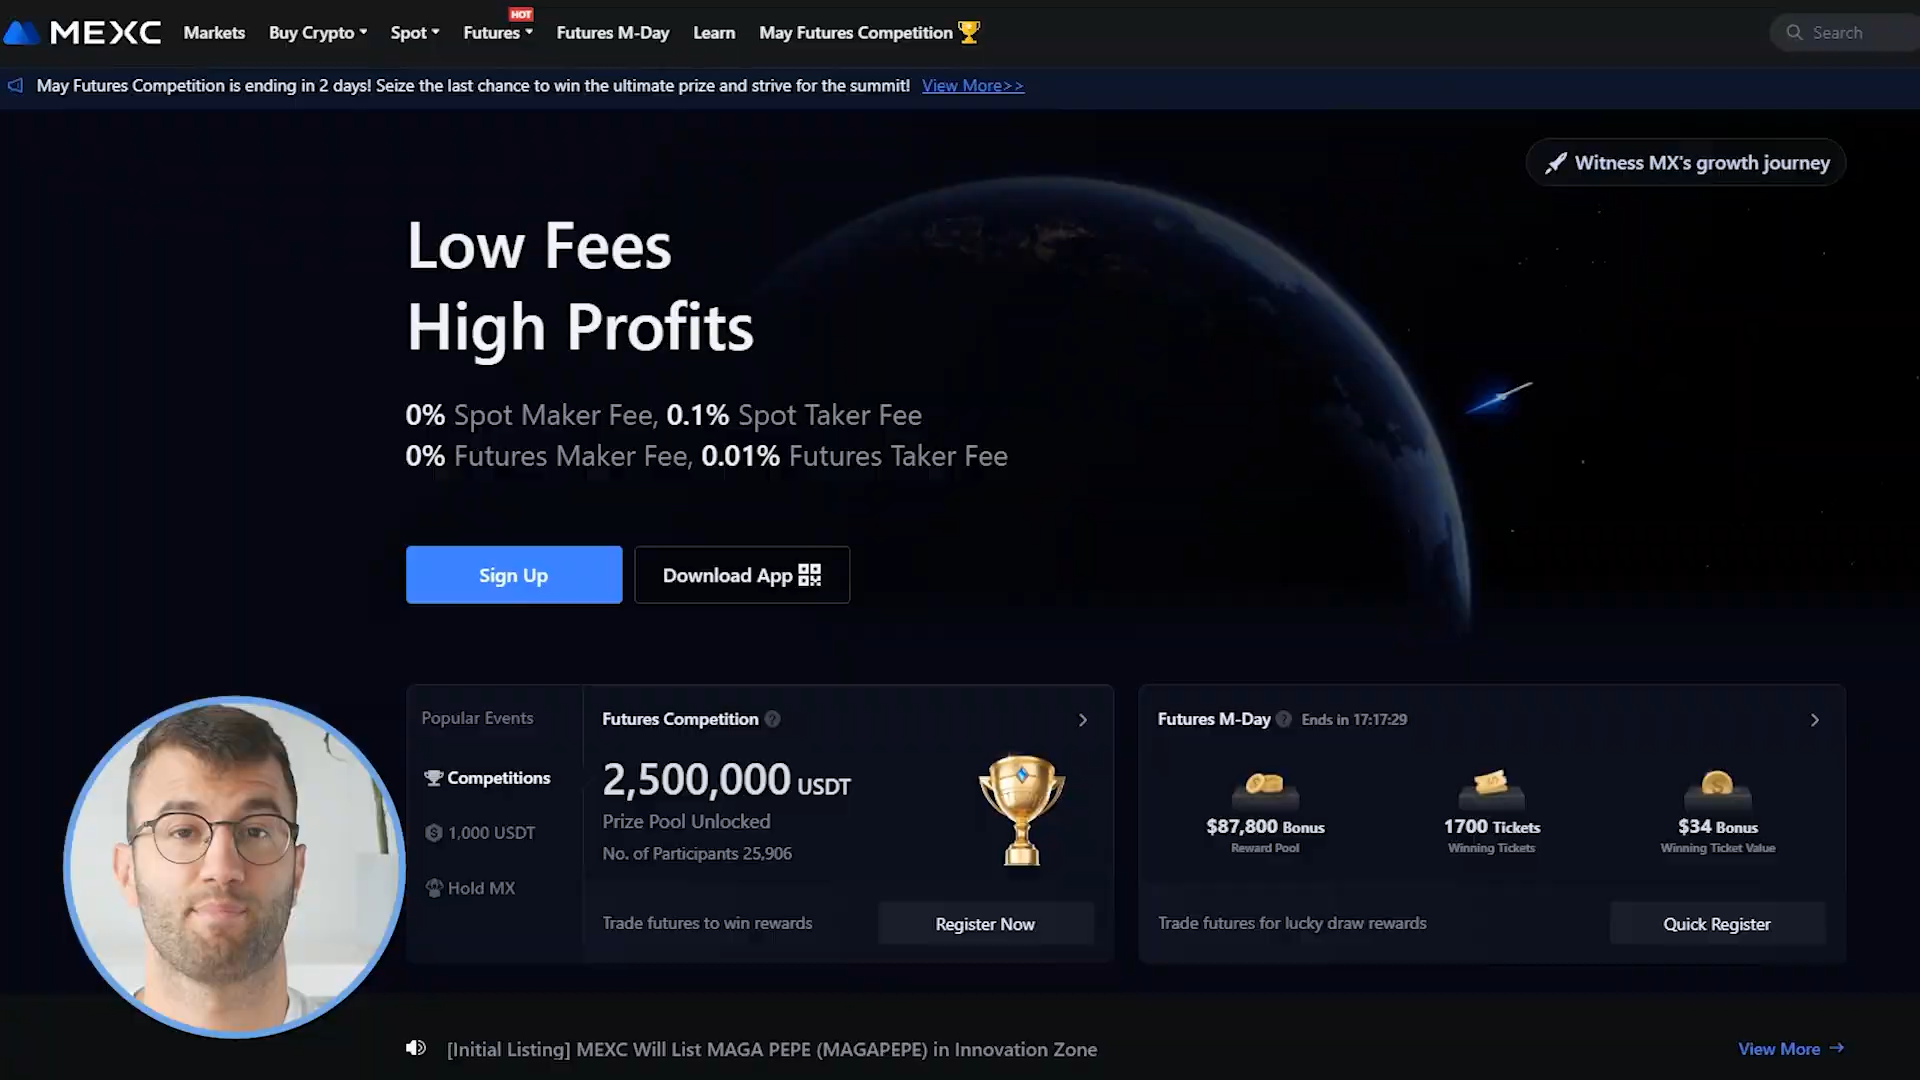 MEXC Markets Buy Crypto Spot Futures HOT Futures M-Day Learn May Futures Competition Search
May Futures Competition is ending in 2 days! Seize the last chance to win the ultimate prize and strive for the summit! View More>>
Witness MX's growth journey
Low Fees
High Profits
0% Spot Maker Fee, 0.1% Spot Taker Fee
0% Futures Maker Fee, 0.01% Futures Taker Fee
Sign Up
Download App
Popular Events
Competitions
1,000 USDT
Hold MX
Futures Competition ?
2,500,000 USDT
Prize Pool Unlocked
No. of Participants 25,906
Trade futures to win rewards
Register Now
Futures M-Day ? Ends in 17:17:29
$87,800 Bonus
Reward Pool
1700 Tickets
Winning Tickets
$34 Bonus
Winning Ticket Value
Trade futures for lucky draw rewards
Quick Register
[Initial Listing] MEXC Will List MAGA PEPE (MAGAPEPE) in Innovation Zone
View More